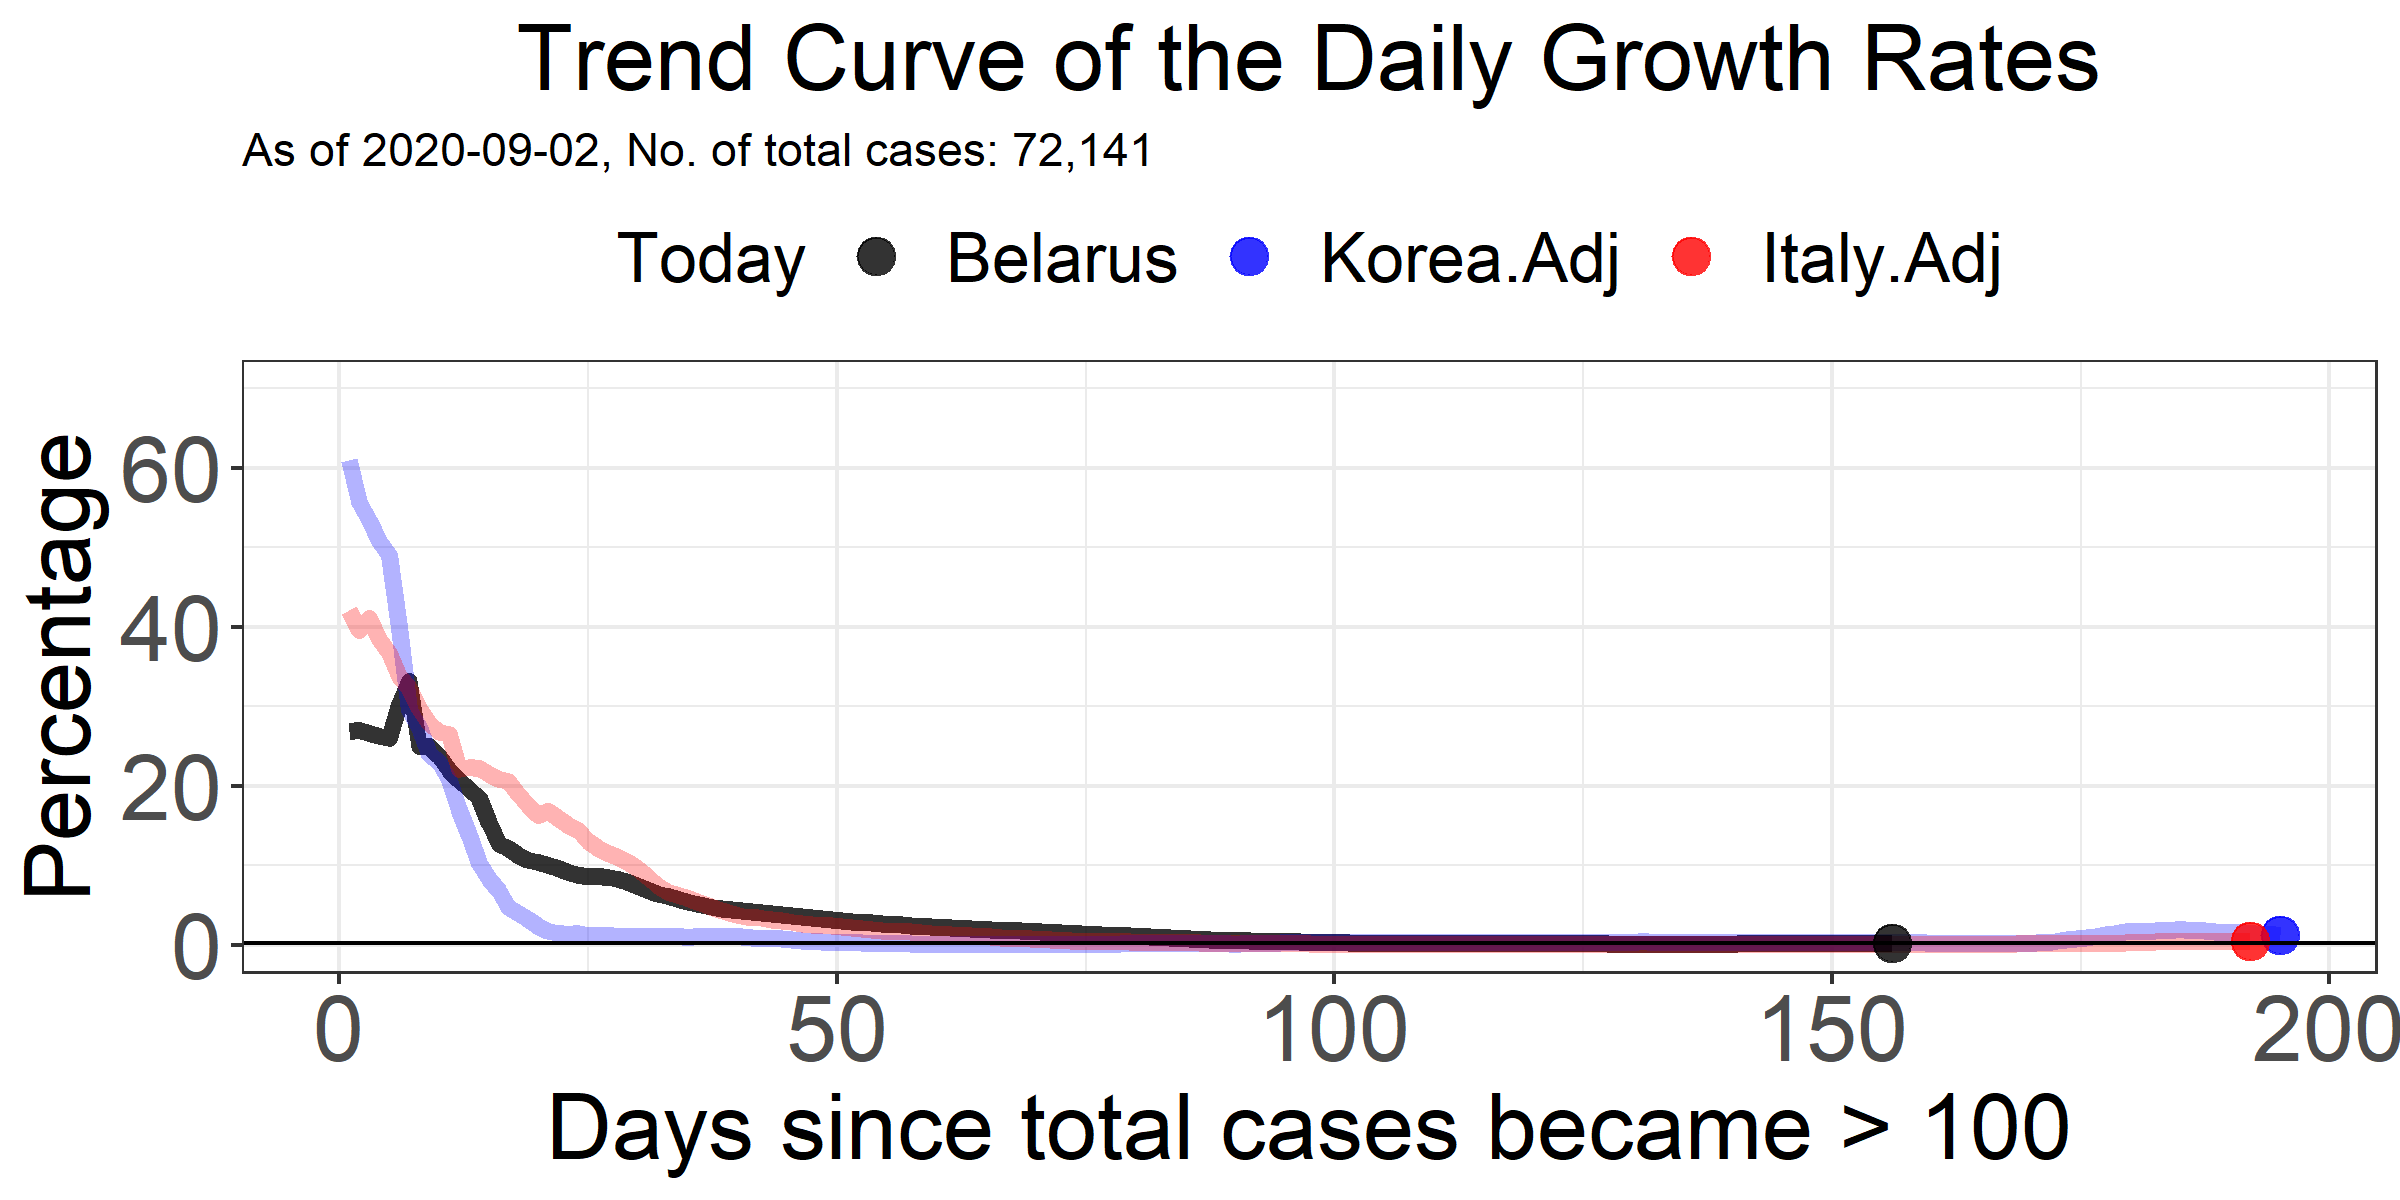 Trend Curve of the Daily Growth Rates
As of 2020-09-02, No. of total cases: 72,141
Today Belarus Korea.Adj Italy.Adj
Percentage
60
40
20
0
0 50 100 150 200
Days since total cases became > 100